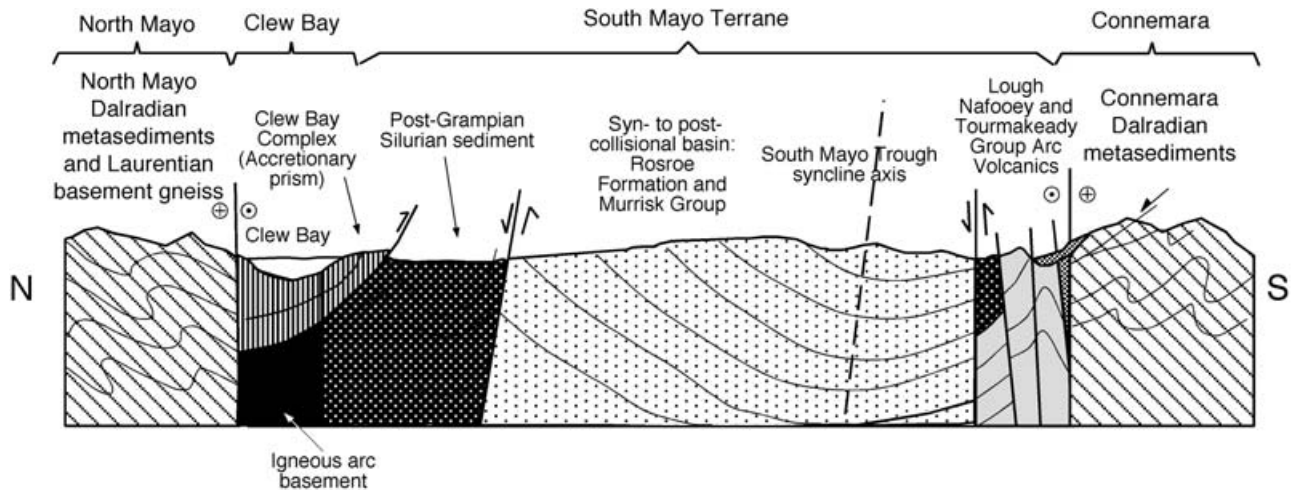 North Mayo
Clew Bay
South Mayo Terrane
Connemara
North Mayo
Dalradian
metasediments
and Laurentian
basement gneiss
Clew Bay
Complex
(Accretionary
prism)
Post-Grampian
Silurian sediment
Syn- to post-
collisional basin:
Rosroe
Formation and
Murrisk Group
South Mayo Trough
syncline axis
Lough
Nafooey and
Tourmakeady
Group Arc
Volcanics
Connemara
Dalradian
metasediments
Clew Bay
N
S
Igneous arc
basement